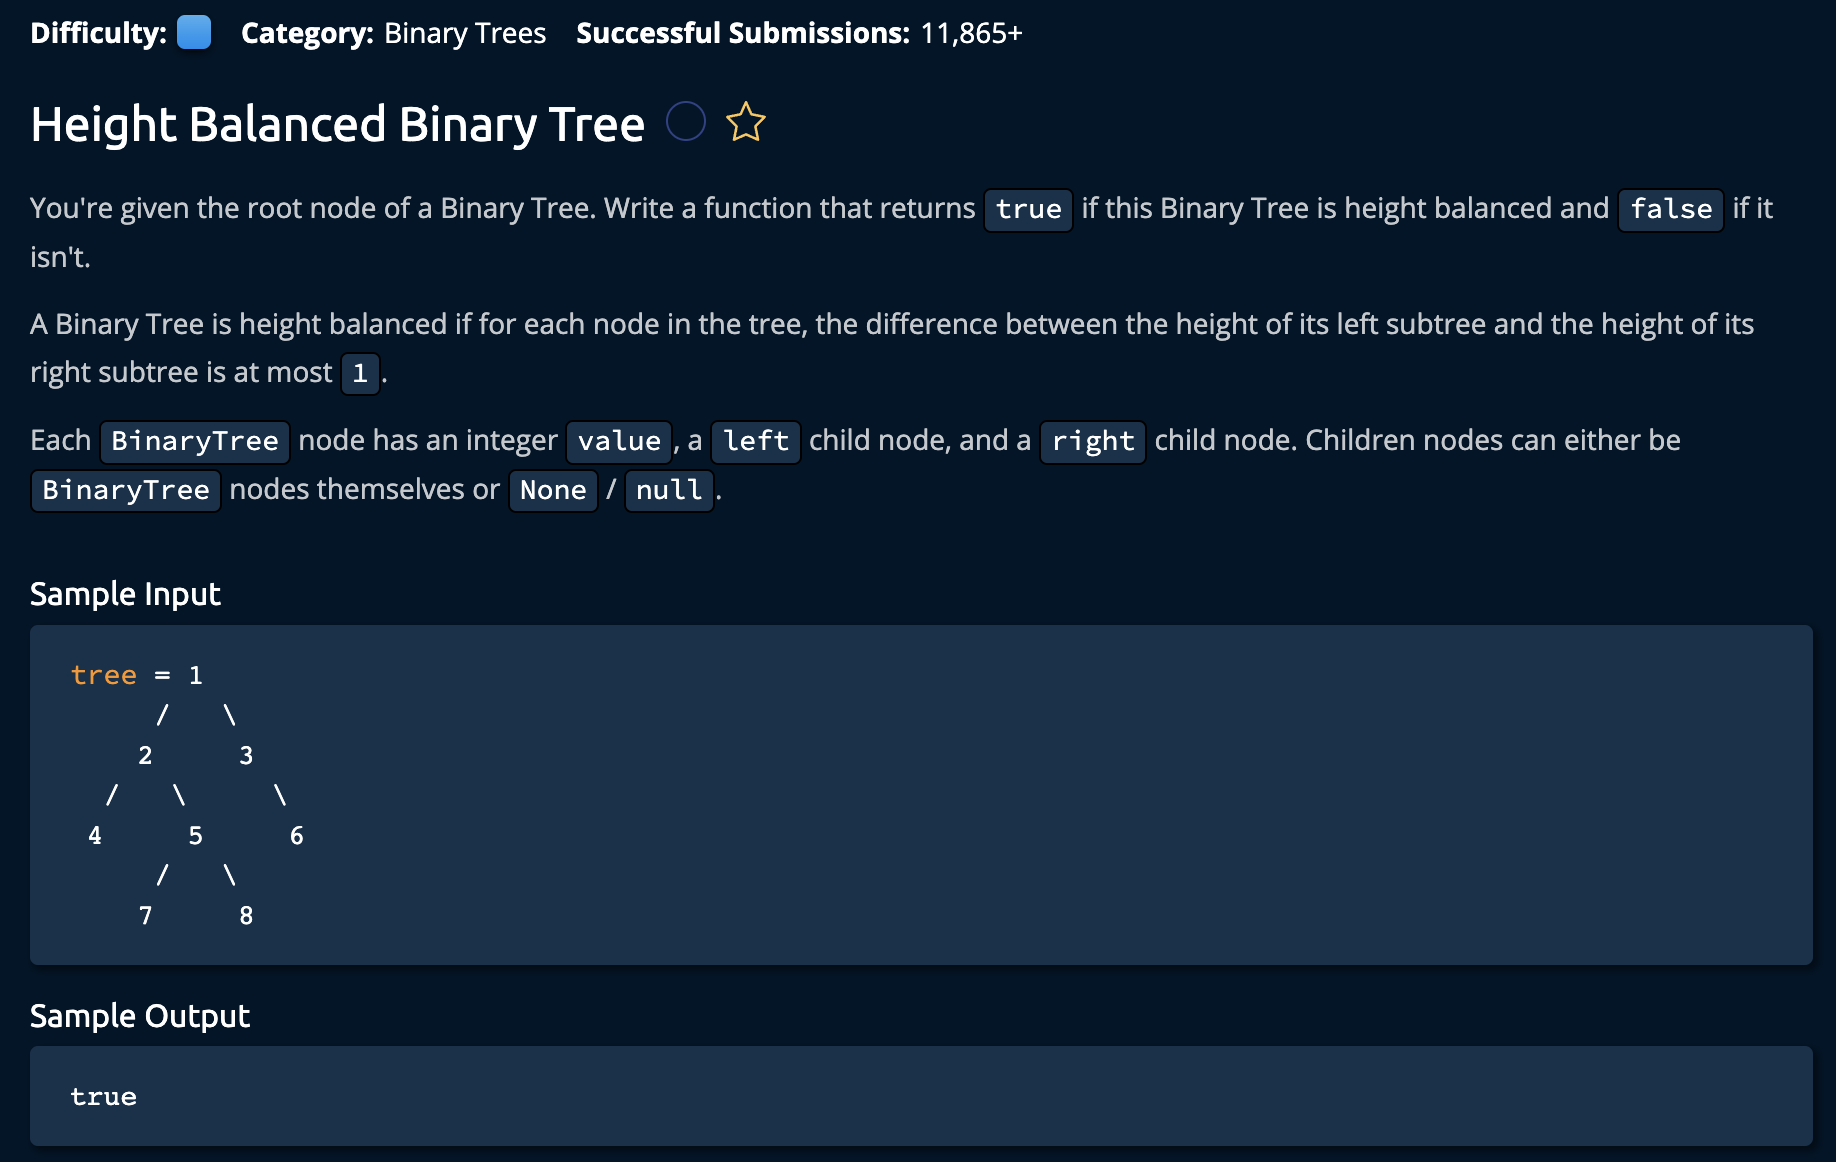 Difficulty: Category: Binary Trees Successful Submissions: 11,865+
Height Balanced Binary Tree
You're given the root node of a Binary Tree. Write a function that returns true if this Binary Tree is height balanced and false if it
isn't.
A Binary Tree is height balanced if for each node in the tree, the difference between the height of its left subtree and the height of its
right subtree is at most 1.
Each BinaryTree node has an integer value, a left child node, and a right child node. Children nodes can either be
BinaryTree nodes themselves or None / null.
Sample Input
tree = 1
/ \
2 3
/ \ \
4 5 6
/ \
7 8
Sample Output
true